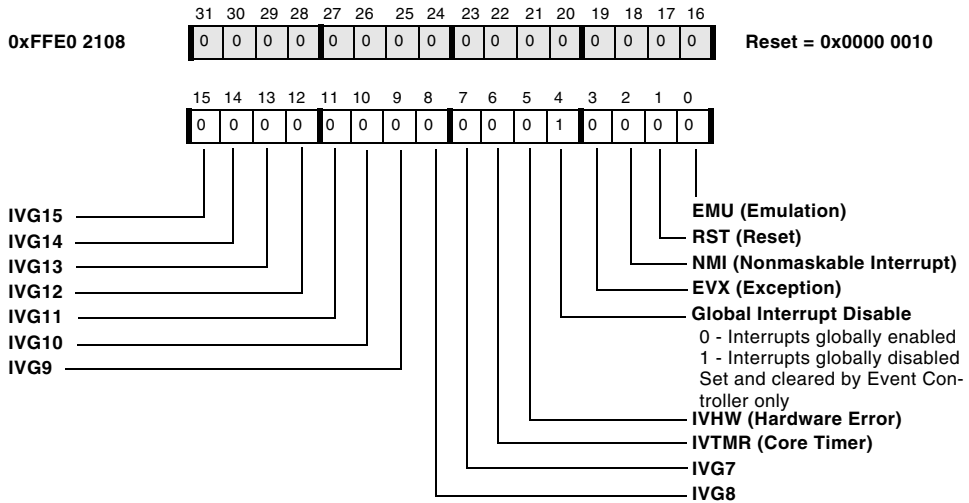 31 30 29 28 27 26 25 24 23 22 21 20 19 18 17 16
0xFFE0 2108 0 0 0 0 0 0 0 0 0 0 0 0 0 0 0 0 Reset = 0x0000 0010
15 14 13 12 11 10 9 8 7 6 5 4 3 2 1 0
0 0 0 0 0 0 0 0 0 0 0 1 0 0 0 0
IVG15
IVG14
IVG13
IVG12
IVG11
IVG10
IVG9
EMU (Emulation)
RST (Reset)
NMI (Nonmaskable Interrupt)
EVX (Exception)
Global Interrupt Disable
0 - Interrupts globally enabled
1 - Interrupts globally disabled
Set and cleared by Event Con-
troller only
IVHW (Hardware Error)
IVTMR (Core Timer)
IVG7
IVG8